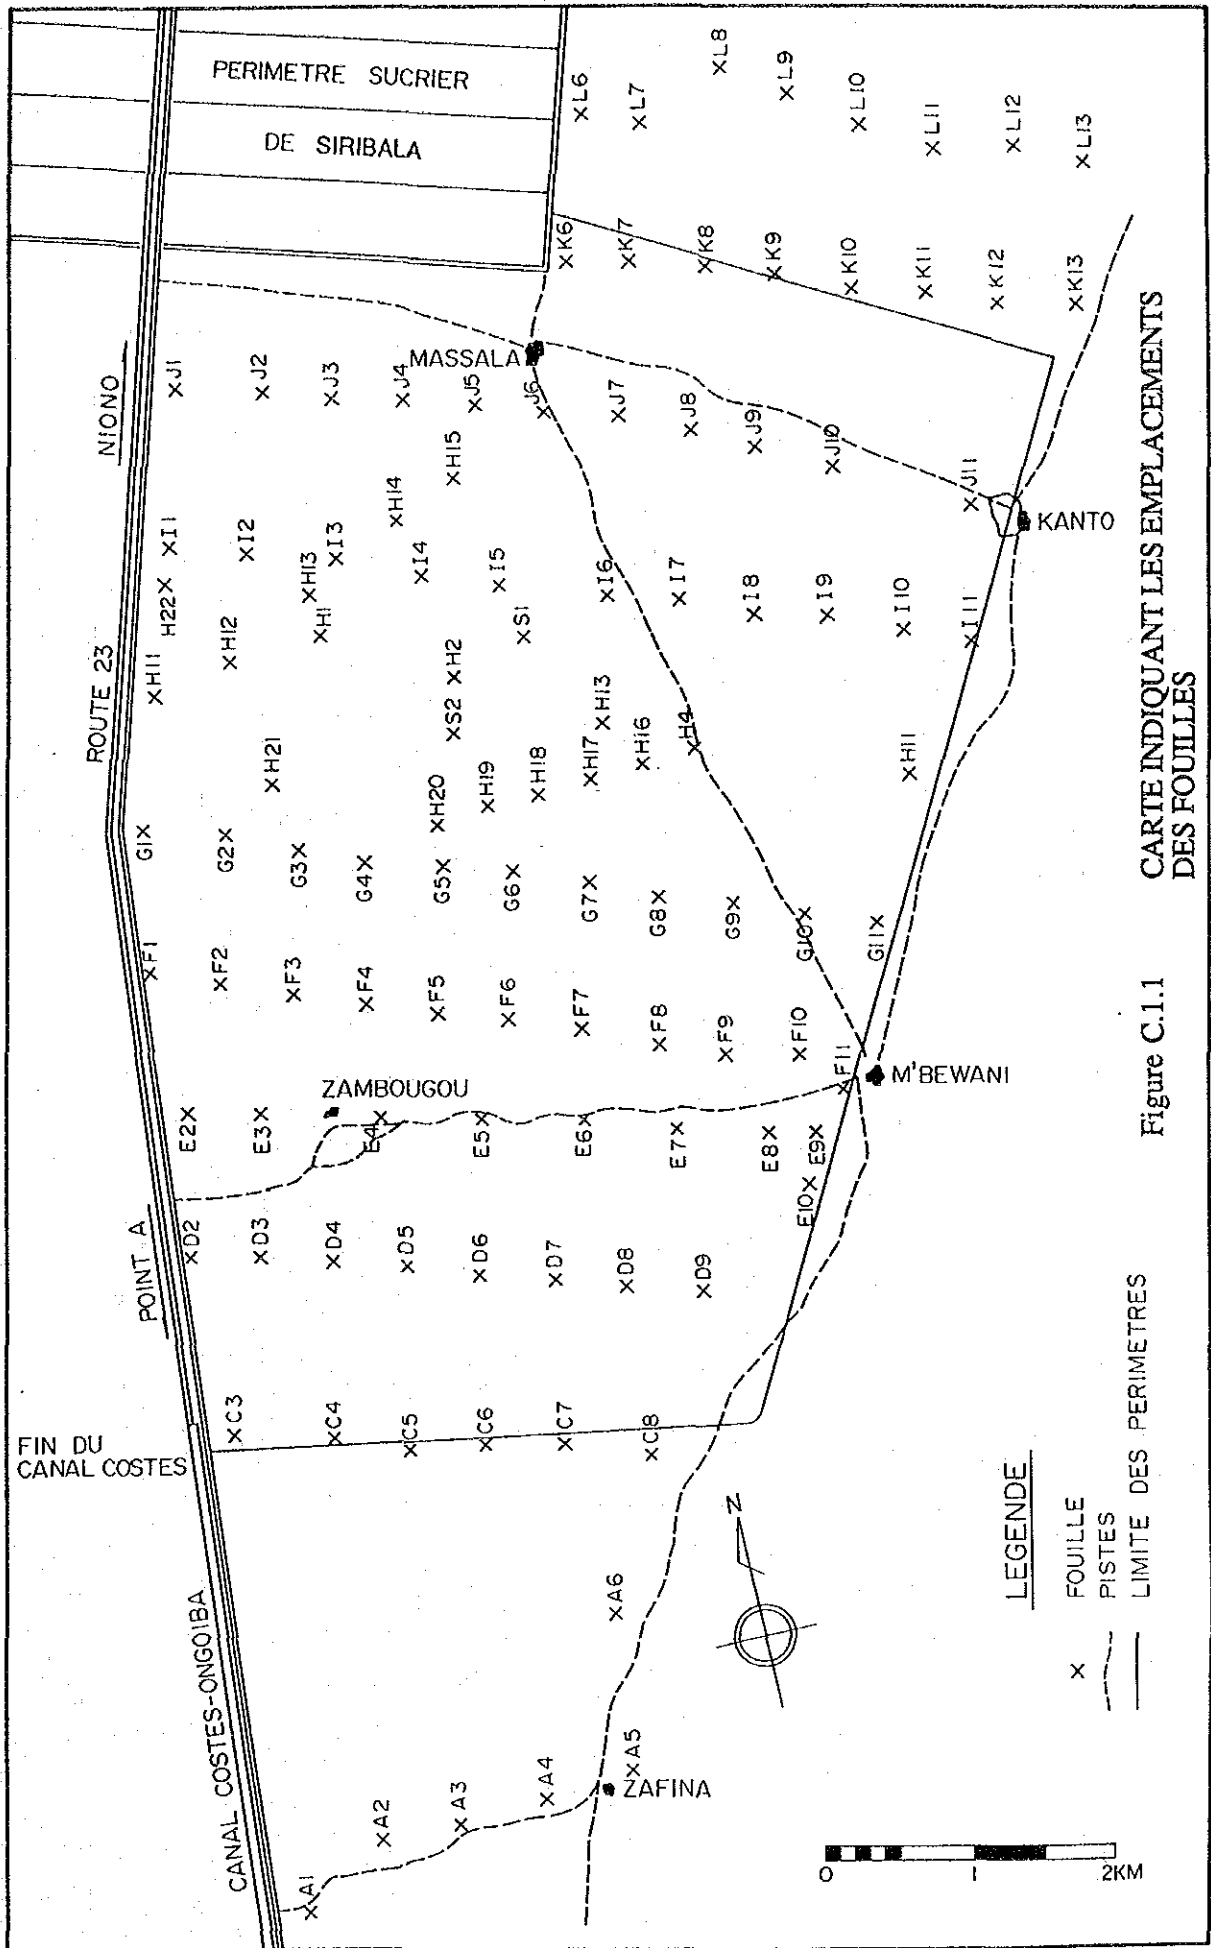 PERIMETRE SUCRIER
DE SIRIBALA
×L6
×L7
×L8
×L9
×L10
×L11
×L12
×L13
×K6
×K7
×K8
×K9
×K10
×K11
×K12
×K13
NIONO
×J1
×J2
×J3
×J4
×J5
×J6
×J7
×J8
×J9
×J10
×J11
MASSALA
KANTO
×H15
×H14
×I1
×I2
×I3
×I4
×I5
×I6
×I7
×I8
×I9
×I10
×I11
H22×
×H13
×H12
×H1
×S1
×H11
×H2
×S2
×H13
×H4
ROUTE 23
×H21
×H20
×H19
×H18
×H17
×H16
×H11
G1×
G2×
G3×
G4×
G5×
G6×
G7×
G8×
G9×
G10×
G11×
×F1
×F2
×F3
×F4
×F5
×F6
×F7
×F8
×F9
×F10
×F11
ZAMBOUGOU
M'BEWANI
E2×
E3×
E4×
E5×
E6×
E7×
E8×
E9×
E10×
POINT A
×D2
×D3
×D4
×D5
×D6
×D7
×D8
×D9
×C3
×C4
×C5
×C6
×C7
×C8
FIN DU
CANAL COSTES
CANAL COSTES-ONGOIBA
N
×A6
×A5
×A4
×A3
×A2
×A1
ZAFINA
LEGENDE
× FOUILLE
PISTES
LIMITE DES PERIMETRES
0 1 2KM
Figure C.1.1
CARTE INDIQUANT LES EMPLACEMENTS
DES FOUILLES